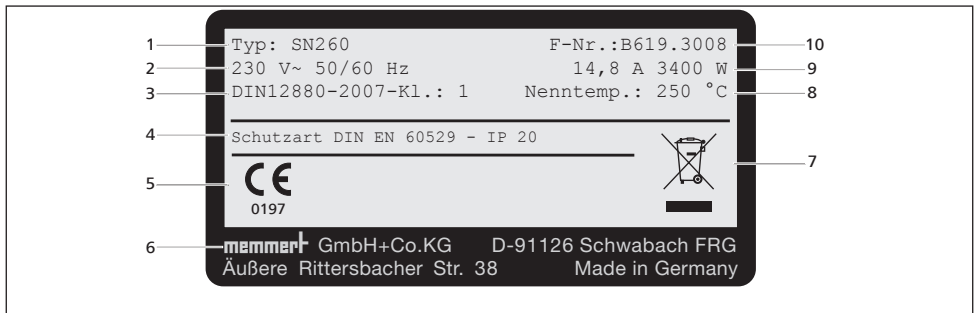 1 Typ: SN260 F-Nr.:B619.3008 10
2 230 V~ 50/60 Hz 14,8 A 3400 W 9
3 DIN12880-2007-Kl.: 1 Nenntemp.: 250 °C 8
4 Schutzart DIN EN 60529 - IP 20
7
5 CE
0197
6 memmert GmbH+Co.KG D-91126 Schwabach FRG
Äußere Rittersbacher Str. 38 Made in Germany